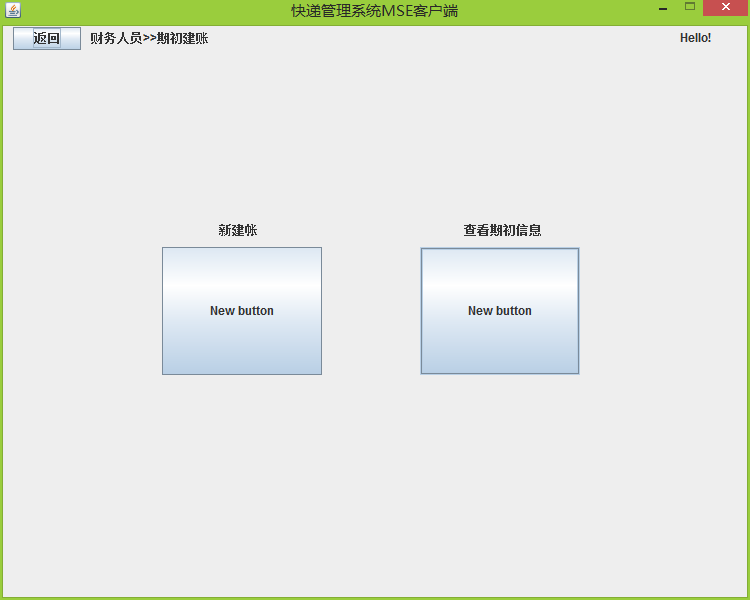 快递管理系统MSE客户端
返回 财务人员>>期初建账 Hello!
新建帐 查看期初信息
New button New button